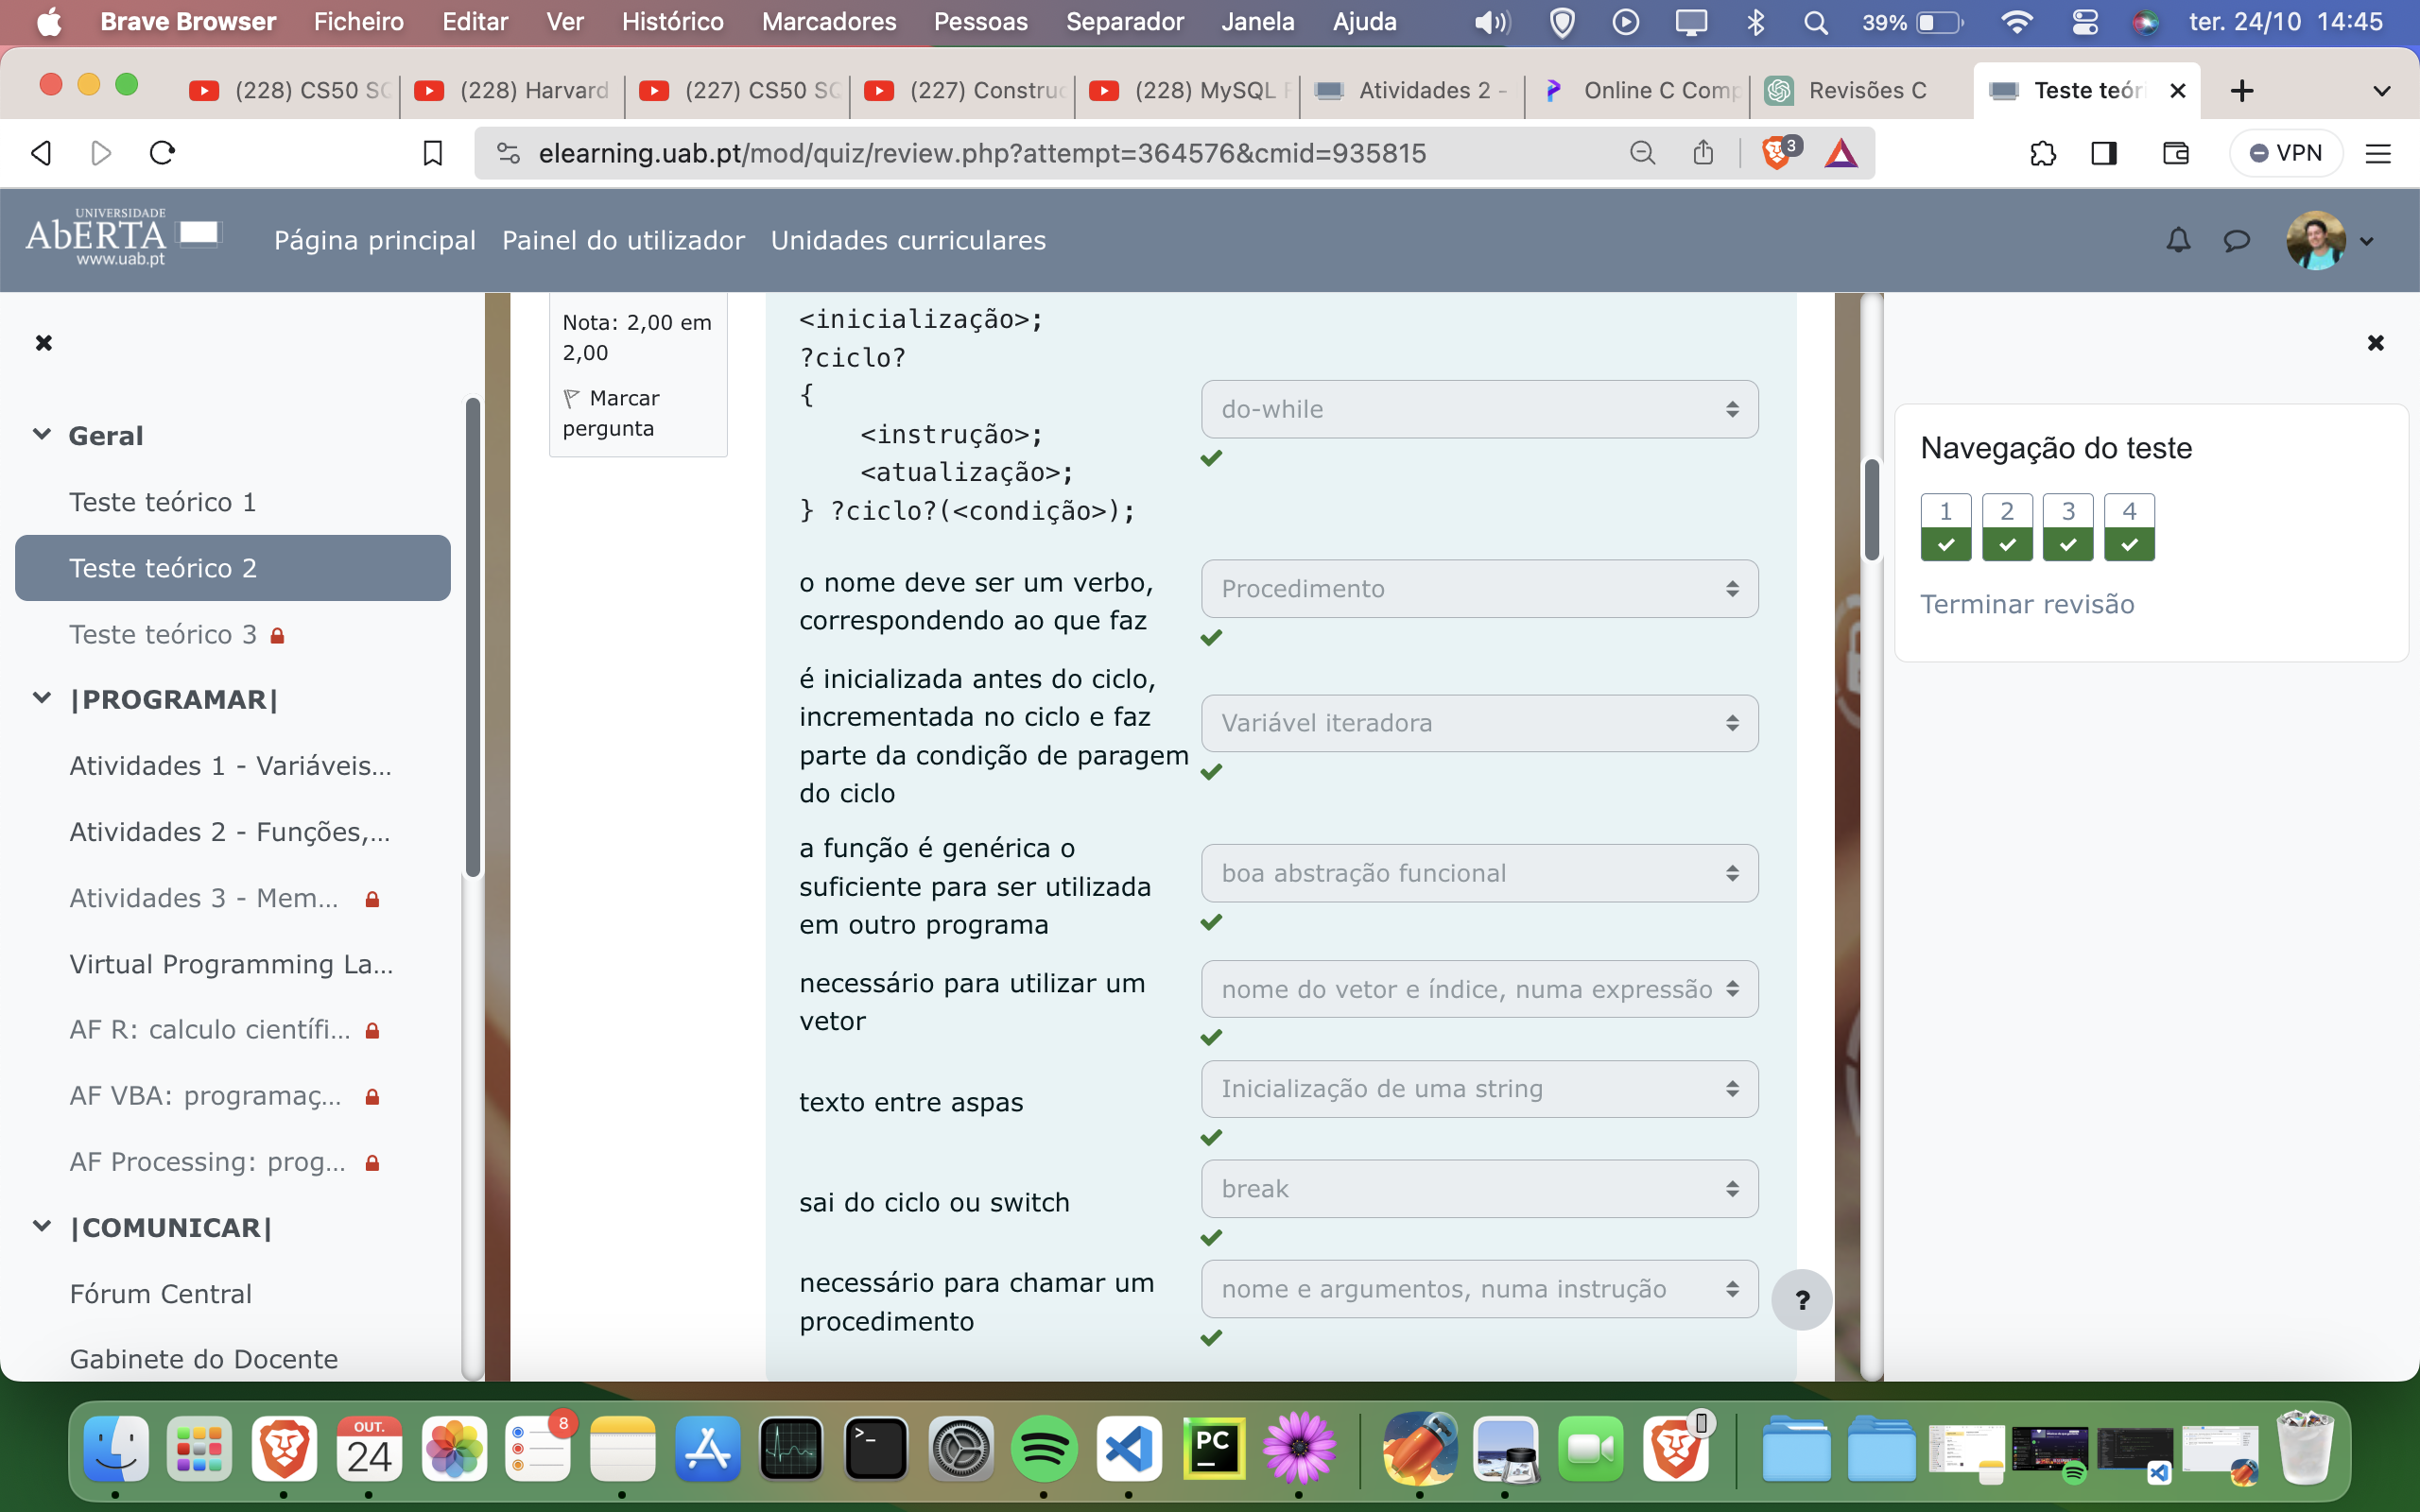 Brave Browser Ficheiro Editar Ver Histórico Marcadores Pessoas Separador Janela Ajuda 39% ter. 24/10 14:45
(228) CS50 SQ (228) Harvard (227) CS50 SQ (227) Construc (228) MySQL Atividades 2 - Online C Comp Revisões C Teste teóri
elearning.uab.pt/mod/quiz/review.php?attempt=364576&cmid=935815 3 VPN
UNIVERSIDADE
AbERTA
www.uab.pt
Página principal Painel do utilizador Unidades curriculares
Geral
Teste teórico 1
Teste teórico 2
Teste teórico 3
|PROGRAMAR|
Atividades 1 - Variáveis...
Atividades 2 - Funções,...
Atividades 3 - Mem...
Virtual Programming La...
AF R: calculo científi...
AF VBA: programaç...
AF Processing: prog...
|COMUNICAR|
Fórum Central
Gabinete do Docente
Nota: 2,00 em
2,00
Marcar
pergunta
<inicialização>;
?ciclo?
{
<instrução>;
<atualização>;
} ?ciclo?(<condição>);
do-while
o nome deve ser um verbo,
correspondendo ao que faz
Procedimento
é inicializada antes do ciclo,
incrementada no ciclo e faz
parte da condição de paragem
do ciclo
Variável iteradora
a função é genérica o
suficiente para ser utilizada
em outro programa
boa abstração funcional
necessário para utilizar um
vetor
nome do vetor e índice, numa expressão
texto entre aspas
Inicialização de uma string
sai do ciclo ou switch
break
necessário para chamar um
procedimento
nome e argumentos, numa instrução
?
Navegação do teste
1 2 3 4
Terminar revisão
OUT.
24
8
>_
PC